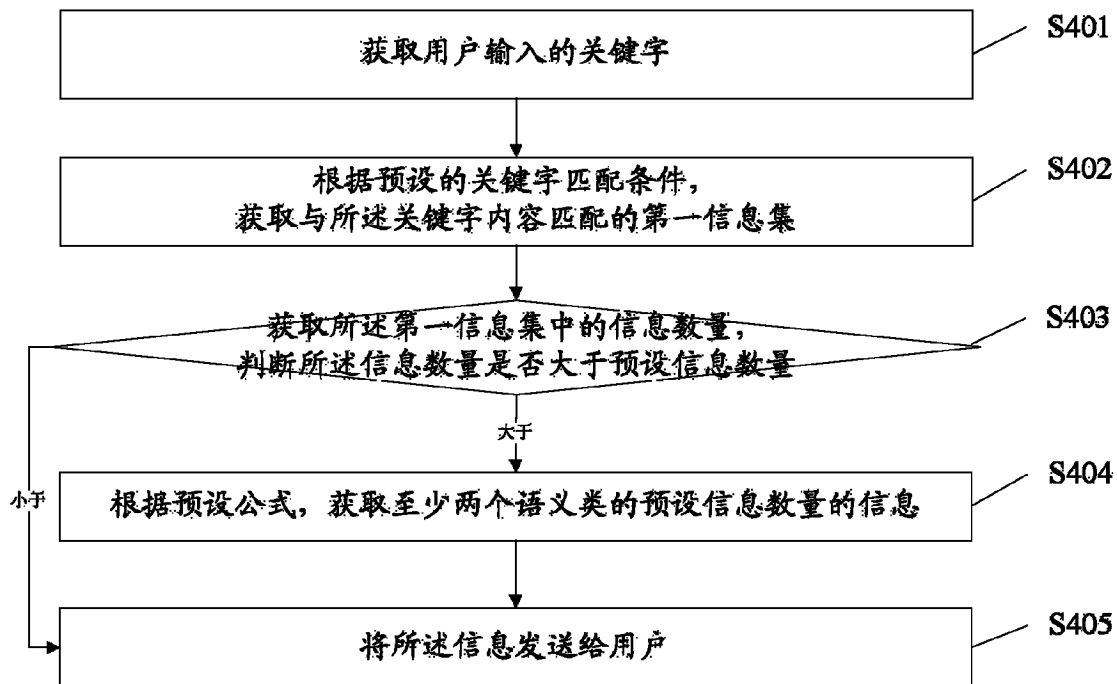 获取用户输入的关键字
S401
根据预设的关键字匹配条件，
获取与所述关键字内容匹配的第一信息集
S402
获取所述第一信息集中的信息数量，
判断所述信息数量是否大于预设信息数量
S403
大于
小于
根据预设公式，获取至少两个语义类的预设信息数量的信息
S404
将所述信息发送给用户
S405